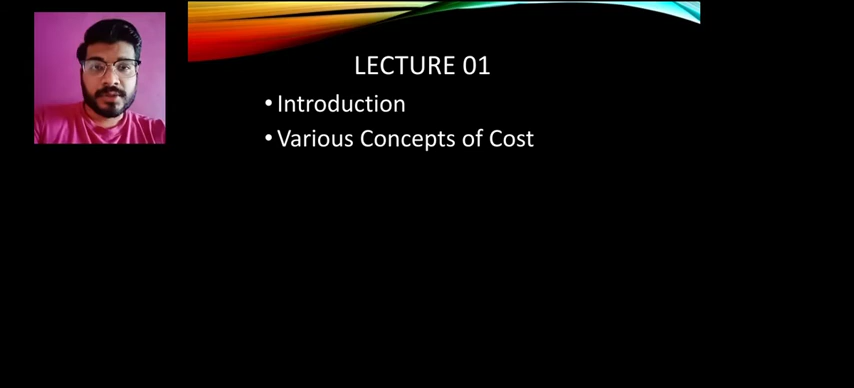 LECTURE 01
• Introduction
• Various Concepts of Cost